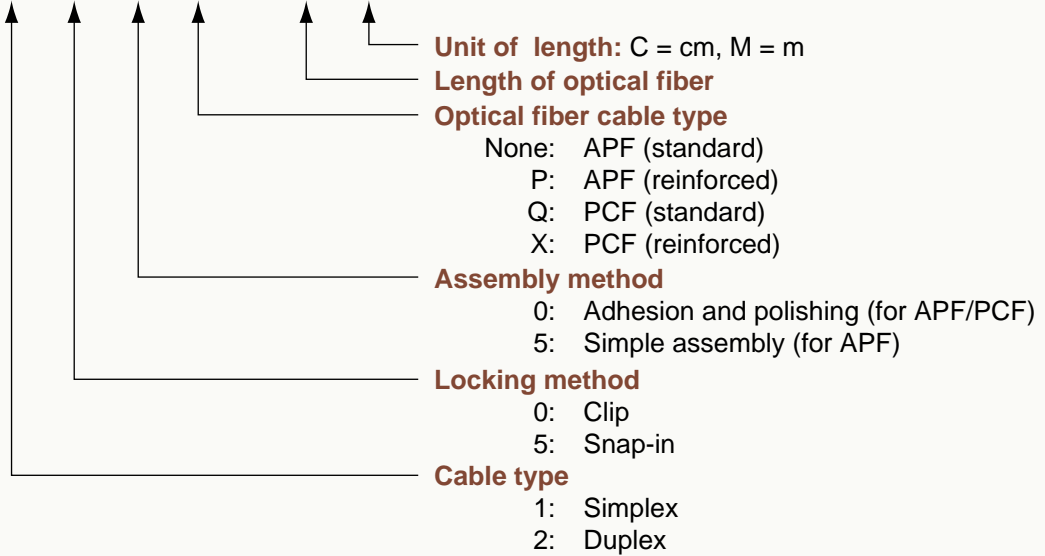 Unit of length: C = cm, M = m
Length of optical fiber
Optical fiber cable type
None: APF (standard)
P: APF (reinforced)
Q: PCF (standard)
X: PCF (reinforced)
Assembly method
0: Adhesion and polishing (for APF/PCF)
5: Simple assembly (for APF)
Locking method
0: Clip
5: Snap-in
Cable type
1: Simplex
2: Duplex